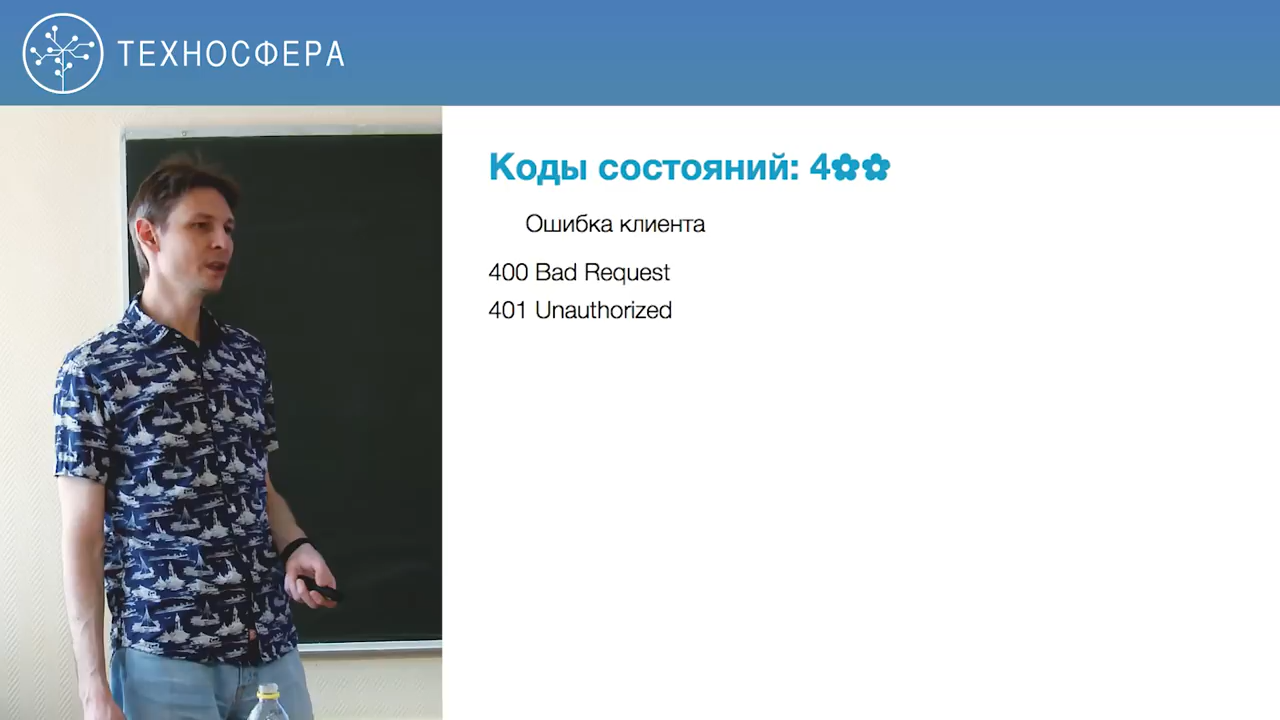 ТЕХНОСФЕРА
Коды состояний: 4✿✿
Ошибка клиента
400 Bad Request
401 Unauthorized